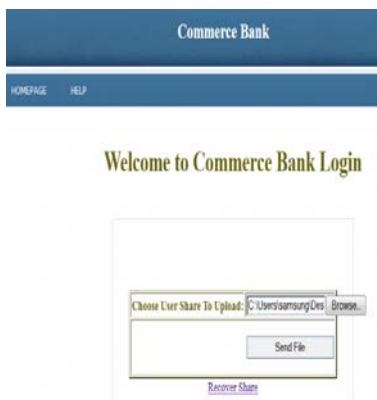 Commerce Bank
HOMEPAGE HELP
Welcome to Commerce Bank Login
Choose User Share To Upload: C:\Users\samsung\Des Browse..
Send File
Recover Share